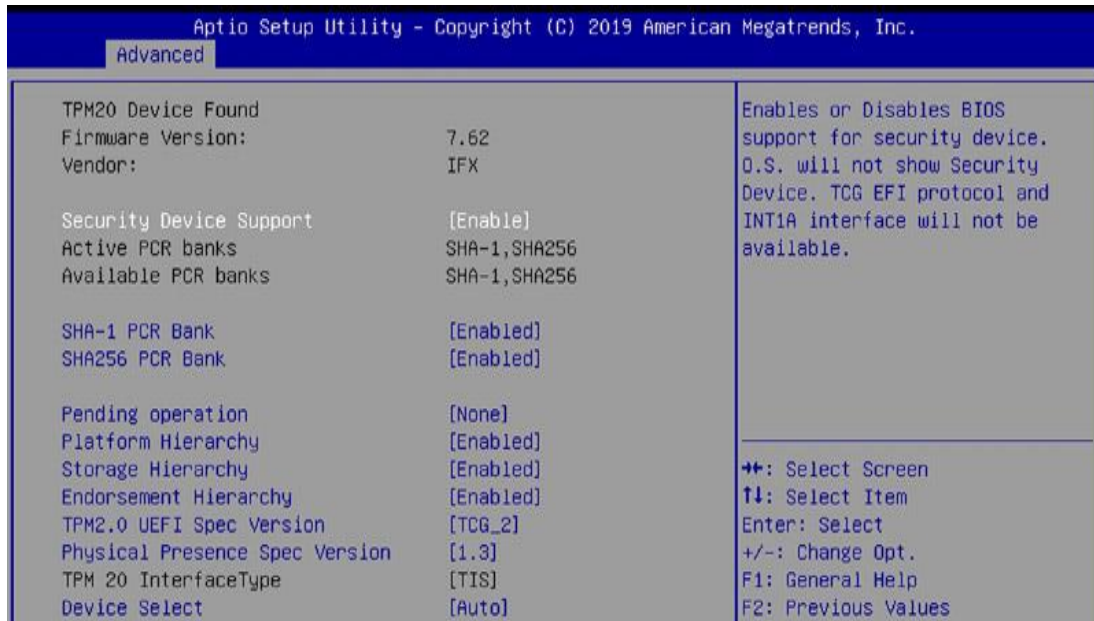 Aptio Setup Utility – Copyright (C) 2019 American Megatrends, Inc.
Advanced
TPM20 Device Found
Firmware Version: 7.62
Vendor: IFX
Security Device Support [Enable]
Active PCR banks SHA-1,SHA256
Available PCR banks SHA-1,SHA256
SHA-1 PCR Bank [Enabled]
SHA256 PCR Bank [Enabled]
Pending operation [None]
Platform Hierarchy [Enabled]
Storage Hierarchy [Enabled]
Endorsement Hierarchy [Enabled]
TPM2.0 UEFI Spec Version [TCG_2]
Physical Presence Spec Version [1.3]
TPM 20 InterfaceType [TIS]
Device Select [Auto]
Enables or Disables BIOS
support for security device.
O.S. will not show Security
Device. TCG EFI protocol and
INT1A interface will not be
available.
→←: Select Screen
↑↓: Select Item
Enter: Select
+/-: Change Opt.
F1: General Help
F2: Previous Values